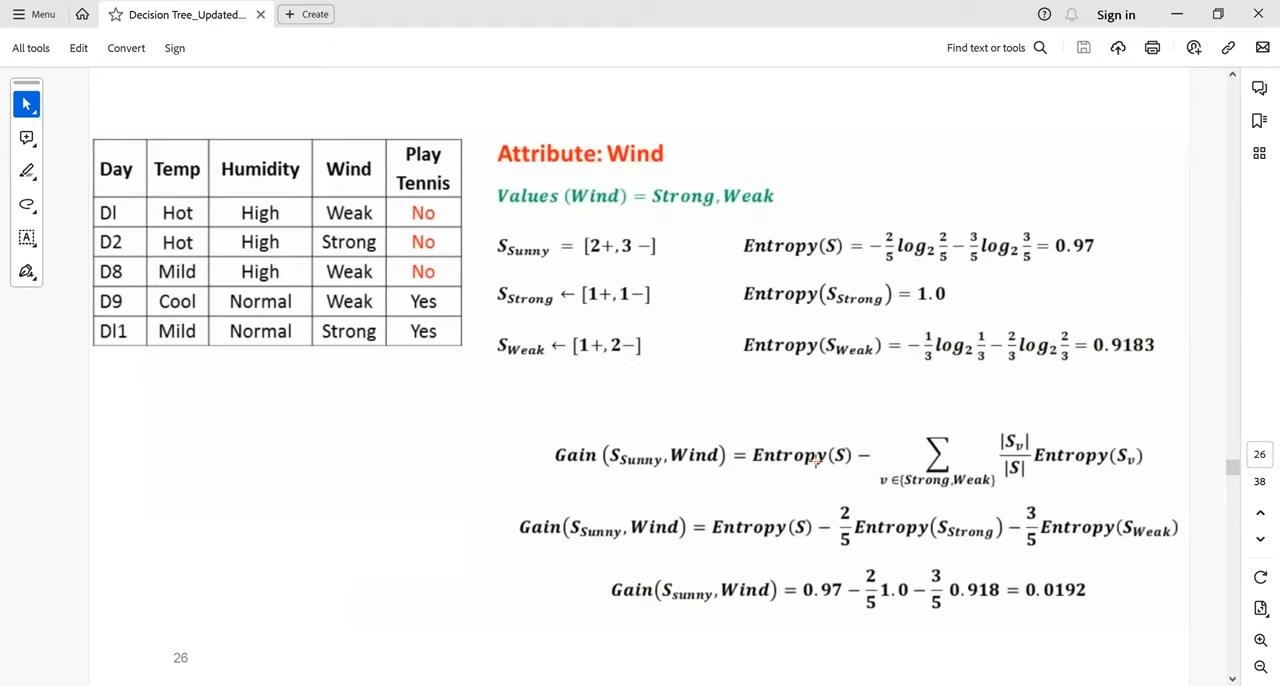 Menu
Decision Tree_Updated...
Create
Sign in
All tools
Edit
Convert
Sign
Find text or tools
Day Temp Humidity Wind Play Tennis
Dl Hot High Weak No
D2 Hot High Strong No
D8 Mild High Weak No
D9 Cool Normal Weak Yes
Dl1 Mild Normal Strong Yes
Attribute: Wind
Values (Wind) = Strong, Weak
S_Sunny = [2+, 3 −] Entropy(S) = −2/5 log₂ 2/5 − 3/5 log₂ 3/5 = 0.97
S_Strong ← [1+, 1−] Entropy(S_Strong) = 1.0
S_Weak ← [1+, 2−] Entropy(S_Weak) = −1/3 log₂ 1/3 − 2/3 log₂ 2/3 = 0.9183
Gain (S_Sunny, Wind) = Entropy(S) − ∑ v ∈{Strong,Weak} |S_v|/|S| Entropy(S_v)
Gain(S_Sunny, Wind) = Entropy(S) − 2/5 Entropy(S_Strong) − 3/5 Entropy(S_Weak)
Gain(S_sunny, Wind) = 0.97 − 2/5 1.0 − 3/5 0.918 = 0.0192
26
26
38